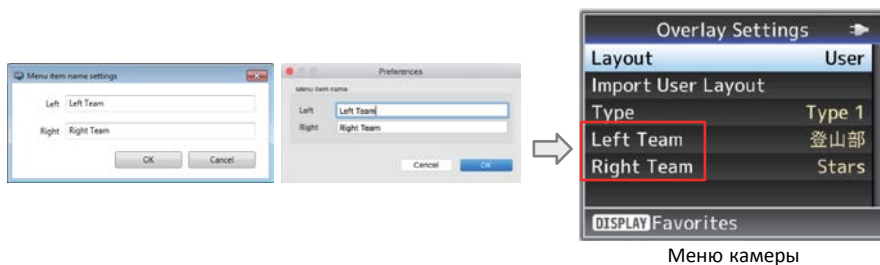 Menu item name settings
Left Left Team
Right Right Team
OK Cancel
Preferences
Menu item name
Left Left Team
Right Right Team
Cancel OK
Overlay Settings
Layout User
Import User Layout
Type Type 1
Left Team 登山部
Right Team Stars
DISPLAY Favorites
Меню камеры